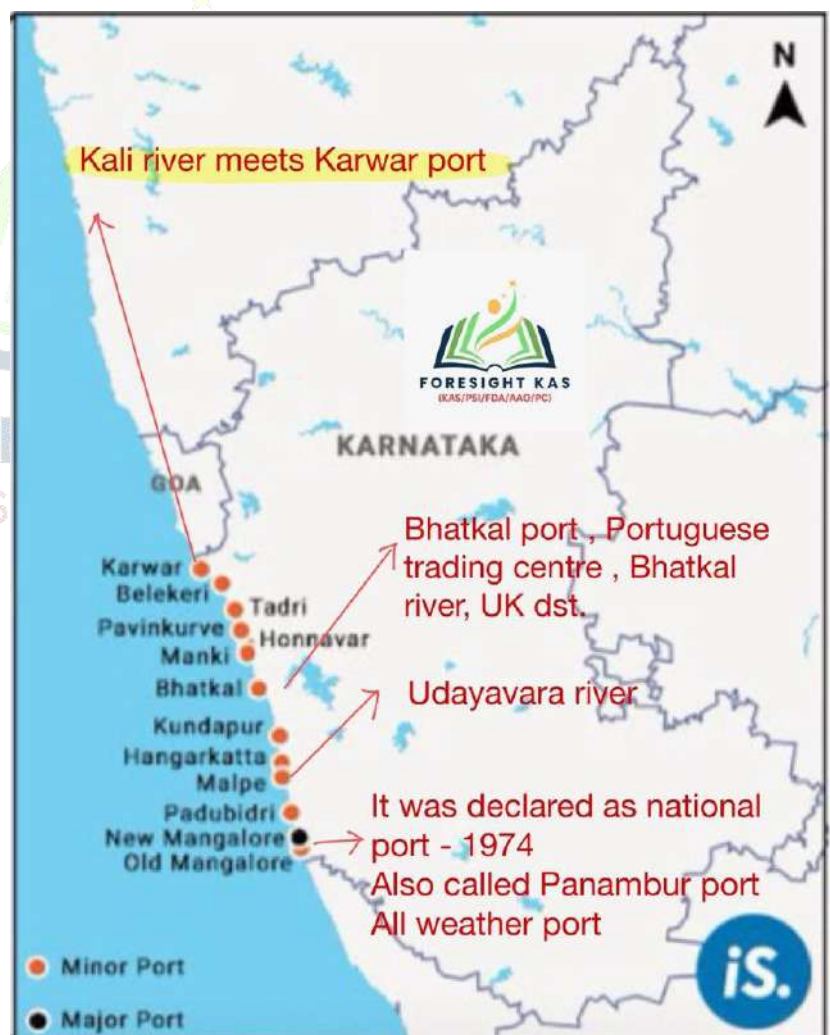 N
Kali river meets Karwar port
FORESIGHT KAS
(KAS/PSI/FDA/AAO/PC)
KARNATAKA
GOA
Bhatkal port , Portuguese
trading centre , Bhatkal
river, UK dst.
Karwar
Belekeri
Tadri
Pavinkurve
Honnavar
Manki
Bhatkal
Udayavara river
Kundapur
Hangarkatta
Malpe
Padubidri
New Mangalore
Old Mangalore
It was declared as national
port - 1974
Also called Panambur port
All weather port
Minor Port
Major Port
iS.